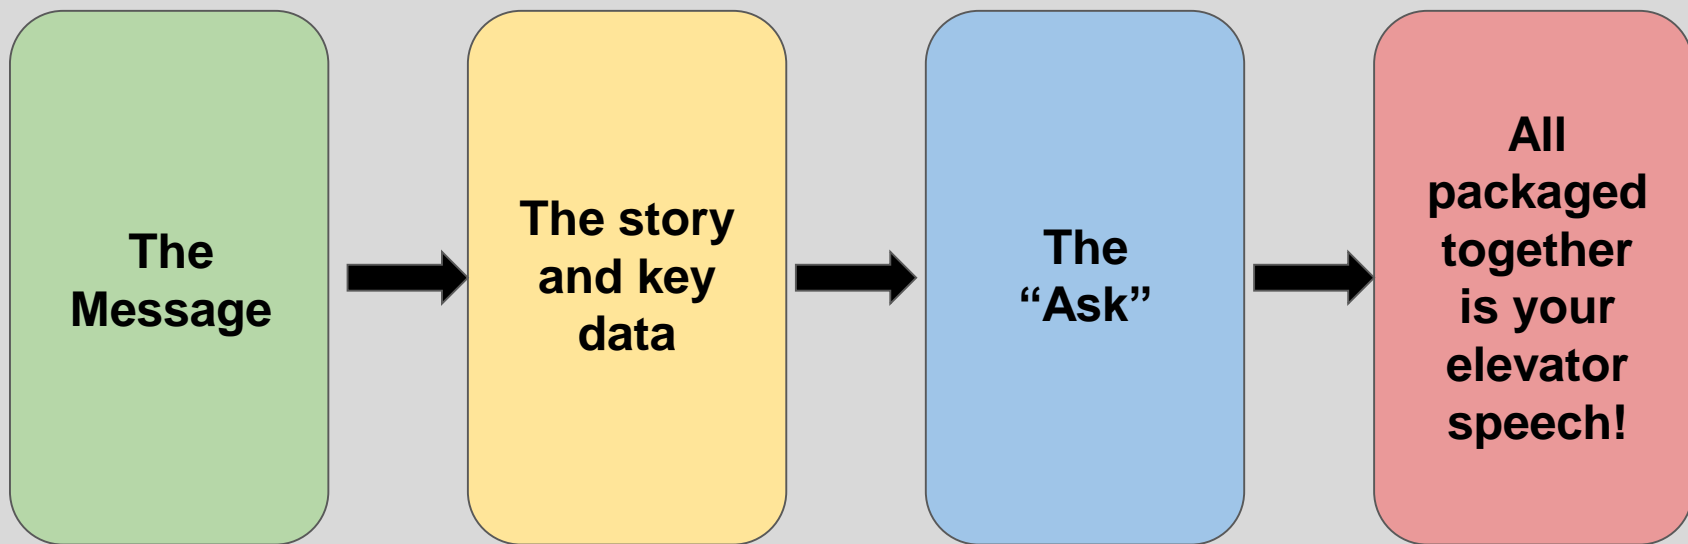 The
Message
The story
and key
data
The
“Ask”
All
packaged
together
is your
elevator
speech!